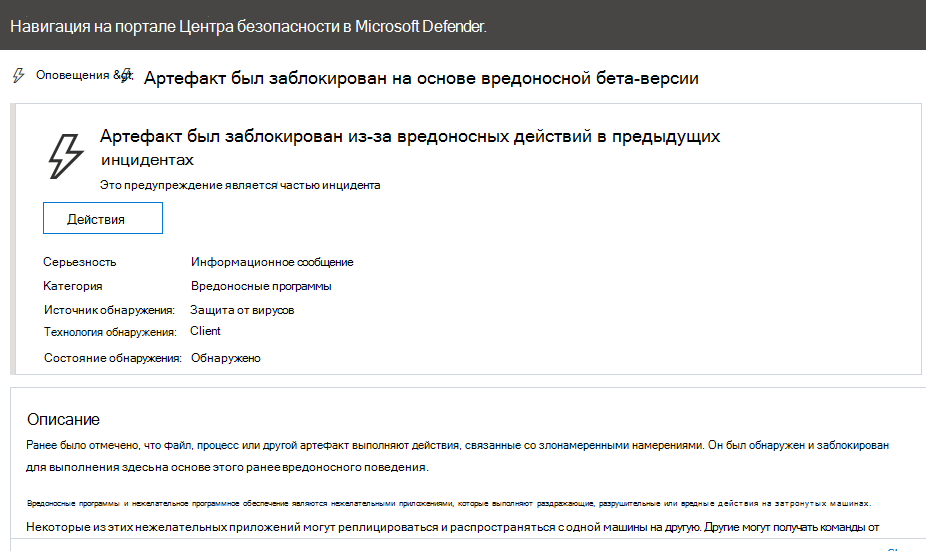 Навигация на портале Центра безопасности в Microsoft Defender.
Оповещения &gt; Артефакт был заблокирован на основе вредоносной бета-версии
Артефакт был заблокирован из-за вредоносных действий в предыдущих
инцидентах
Это предупреждение является частью инцидента
Действия
Серьезность Информационное сообщение
Категория Вредоносные программы
Источник обнаружения: Защита от вирусов
Технология обнаружения: Client
Состояние обнаружения: Обнаружено
Описание
Ранее было отмечено, что файл, процесс или другой артефакт выполняют действия, связанные со злонамеренными намерениями. Он был обнаружен и заблокирован
для выполнения здесь на основе этого ранее вредоносного поведения.
Вредоносные программы и нежелательное программное обеспечение являются нежелательными приложениями, которые выполняют раздражающие, разрушительные или вредные действия на затронутых машинах.
Некоторые из этих нежелательных приложений могут реплицироваться и распространяться с одной машины на другую. Другие могут получать команды от